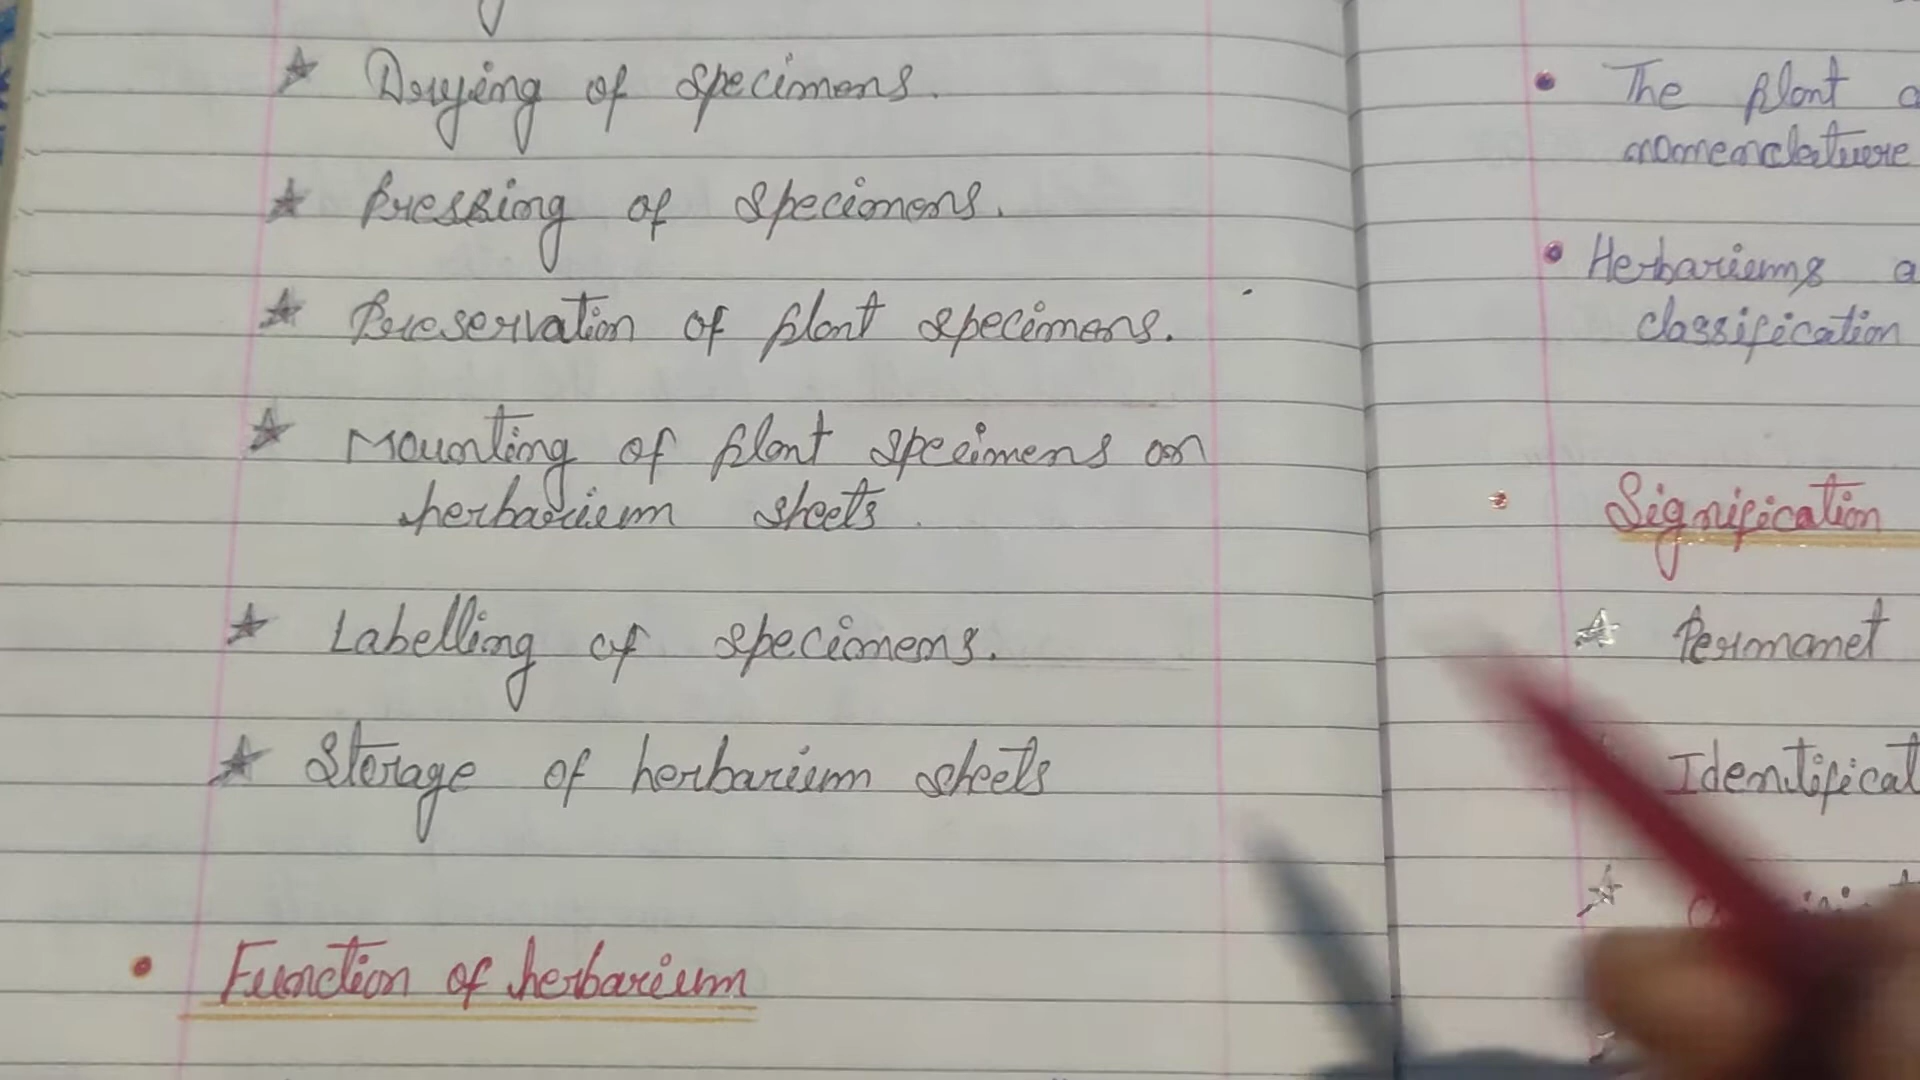 Drying of specimens.
Pressing of specimens.
Preservation of plant specimens.
Mounting of plant specimens on
herbarium sheets.
Labelling of specimens.
Storage of herbarium sheets
Function of herbarium
The plant
nomenclature
Herbariums
classification
Signification
Permanet
Identificat